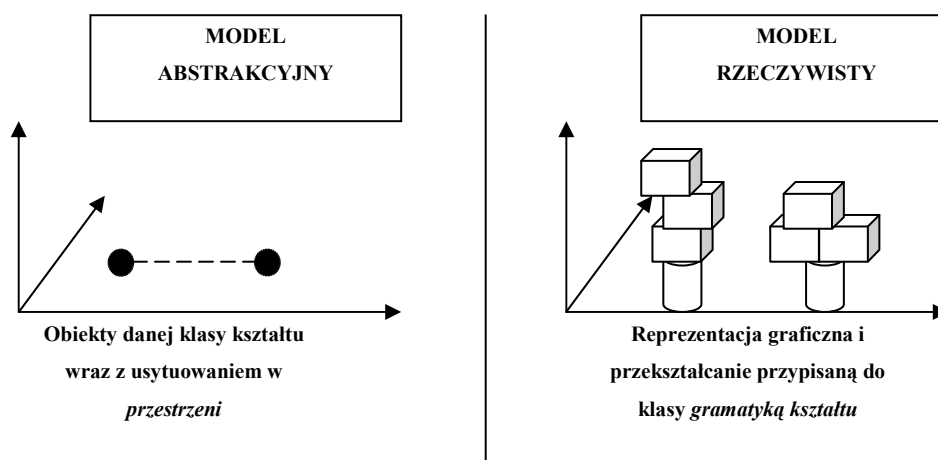 MODEL
ABSTRAKCYJNY
Obiekty danej klasy kształtu
wraz z usytuowaniem w
przestrzeni
MODEL
RZECZYWISTY
Reprezentacja graficzna i
przekształcanie przypisaną do
klasy gramatyką kształtu